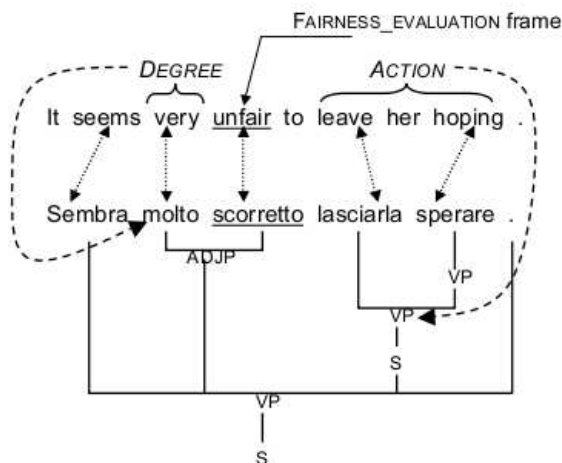 FAIRNESS_EVALUATION frame
DEGREE ACTION
It seems very unfair to leave her hoping .
Sembra molto scorretto lasciarla sperare .
ADJP
VP
VP
S
VP
S